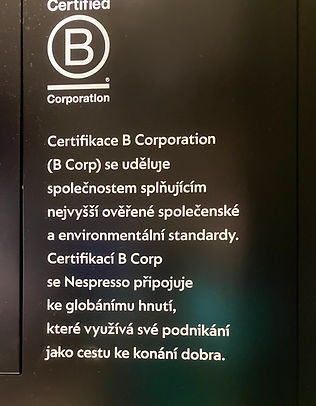 Certified
B
®
Corporation
Certifikace B Corporation
(B Corp) se uděluje
společnostem splňujícím
nejvyšší ověřené společenské
a environmentální standardy.
Certifikací B Corp
se Nespresso připojuje
ke globánímu hnutí,
které využívá své podnikání
jako cestu ke konání dobra.